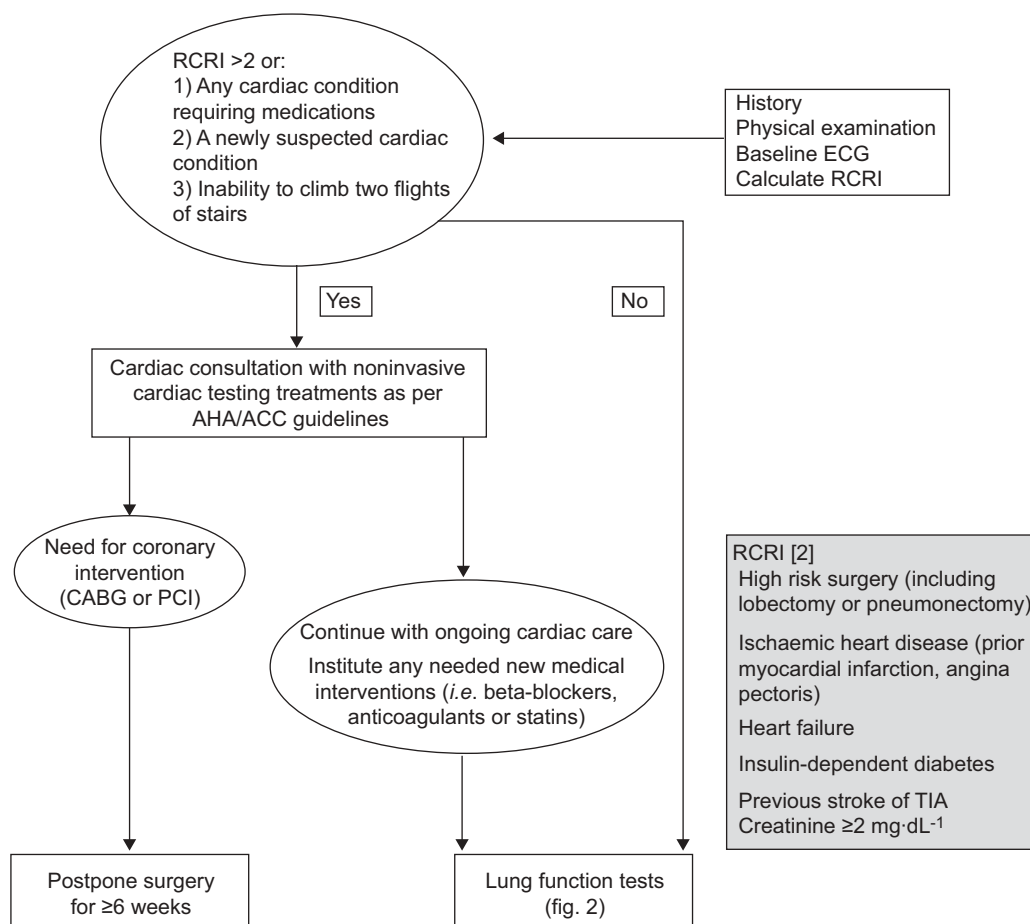 RCRI >2 or:
1) Any cardiac condition
requiring medications
2) A newly suspected cardiac
condition
3) Inability to climb two flights
of stairs
History
Physical examination
Baseline ECG
Calculate RCRI
Yes
No
Cardiac consultation with noninvasive
cardiac testing treatments as per
AHA/ACC guidelines
Need for coronary
intervention
(CABG or PCI)
Continue with ongoing cardiac care
Institute any needed new medical
interventions (i.e. beta-blockers,
anticoagulants or statins)
RCRI [2]
High risk surgery (including
lobectomy or pneumonectomy)
Ischaemic heart disease (prior
myocardial infarction, angina
pectoris)
Heart failure
Insulin-dependent diabetes
Previous stroke of TIA
Creatinine ≥2 mg·dL⁻¹
Postpone surgery
for ≥6 weeks
Lung function tests
(fig. 2)